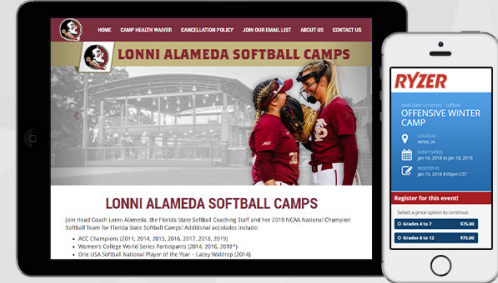 HOME CAMP HEALTH WAIVER CANCELLATION POLICY JOIN OUR EMAIL LIST ABOUT US CONTACT US
LONNI ALAMEDA SOFTBALL CAMPS
LONNI ALAMEDA SOFTBALL CAMPS
Join Head Coach Lonni Alameda, the Florida State Softball Coaching Staff and her 2018 NCAA National Champion
Softball Team for Florida State Softball Camps! Additional accolades include:
• ACC Champions (2011, 2014, 2015, 2016, 2017, 2018, 2019)
• Women's College World Series Participants (2014, 2016, 2018*)
• One USA Softball National Player of the Year – Lacey Waldrop (2014)
RYZER
Iowa State University - Softball
OFFENSIVE WINTER
CAMP
LOCATION
Ames, IA
EVENT DATE(S)
Jan 16, 2018 to Jan 18, 2018
REGISTER BY
Jan 15, 2018 8:00pm CST
Register for this event!
Select a price option to continue.
Grades 4 to 7 $75.00
Grades 8 to 12 $75.00